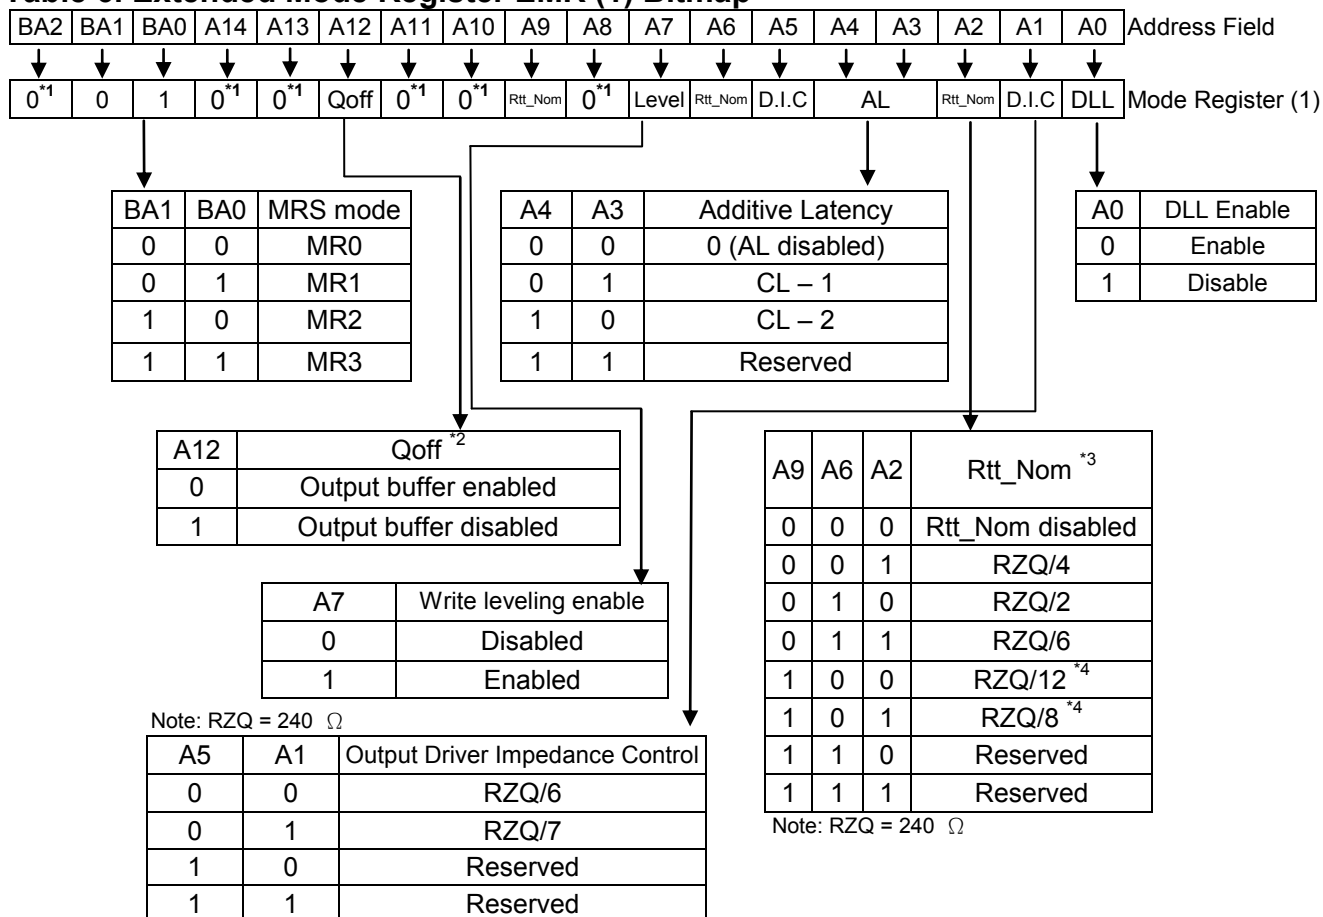 Table 6. Extended Mode Register EMR (1) Bitmap
BA2 BA1 BA0 A14 A13 A12 A11 A10 A9 A8 A7 A6 A5 A4 A3 A2 A1 A0 Address Field
0*1 0 1 0*1 0*1 Qoff 0*1 0*1 Rtt_Nom 0*1 Level Rtt_Nom D.I.C AL Rtt_Nom D.I.C DLL Mode Register (1)
BA1 BA0 MRS mode
0 0 MR0
0 1 MR1
1 0 MR2
1 1 MR3
A4 A3 Additive Latency
0 0 0 (AL disabled)
0 1 CL – 1
1 0 CL – 2
1 1 Reserved
A0 DLL Enable
0 Enable
1 Disable
A12 Qoff *2
0 Output buffer enabled
1 Output buffer disabled
A9 A6 A2 Rtt_Nom *3
0 0 0 Rtt_Nom disabled
0 0 1 RZQ/4
0 1 0 RZQ/2
0 1 1 RZQ/6
1 0 0 RZQ/12 *4
1 0 1 RZQ/8 *4
1 1 0 Reserved
1 1 1 Reserved
Note: RZQ = 240 Ω
A7 Write leveling enable
0 Disabled
1 Enabled
Note: RZQ = 240 Ω
A5 A1 Output Driver Impedance Control
0 0 RZQ/6
0 1 RZQ/7
1 0 Reserved
1 1 Reserved